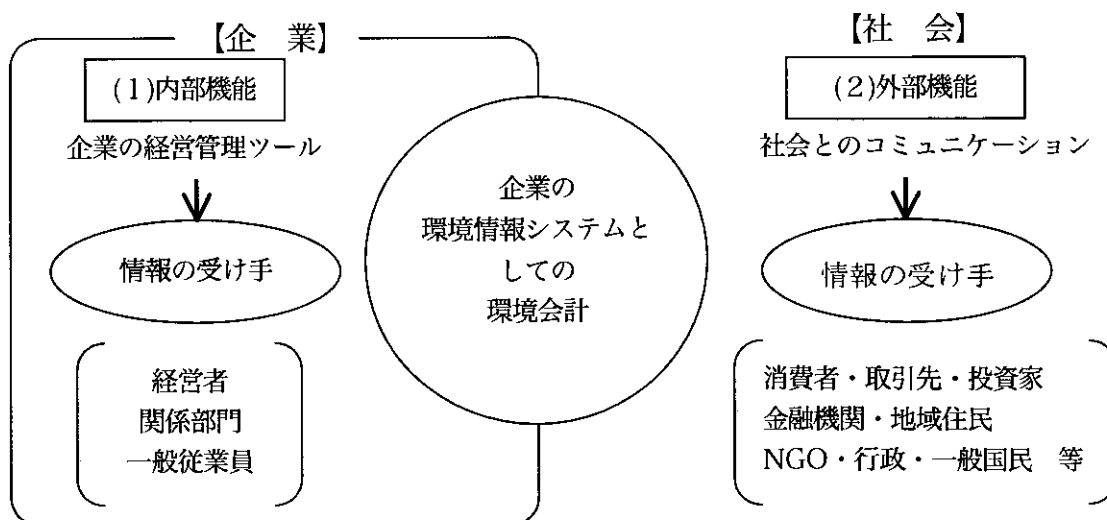 【企　業】
(1)内部機能
企業の経営管理ツール
情報の受け手
経営者
関係部門
一般従業員
企業の
環境情報システムと
しての
環境会計
【社　会】
(2)外部機能
社会とのコミュニケーション
情報の受け手
消費者・取引先・投資家
金融機関・地域住民
NGO・行政・一般国民　等